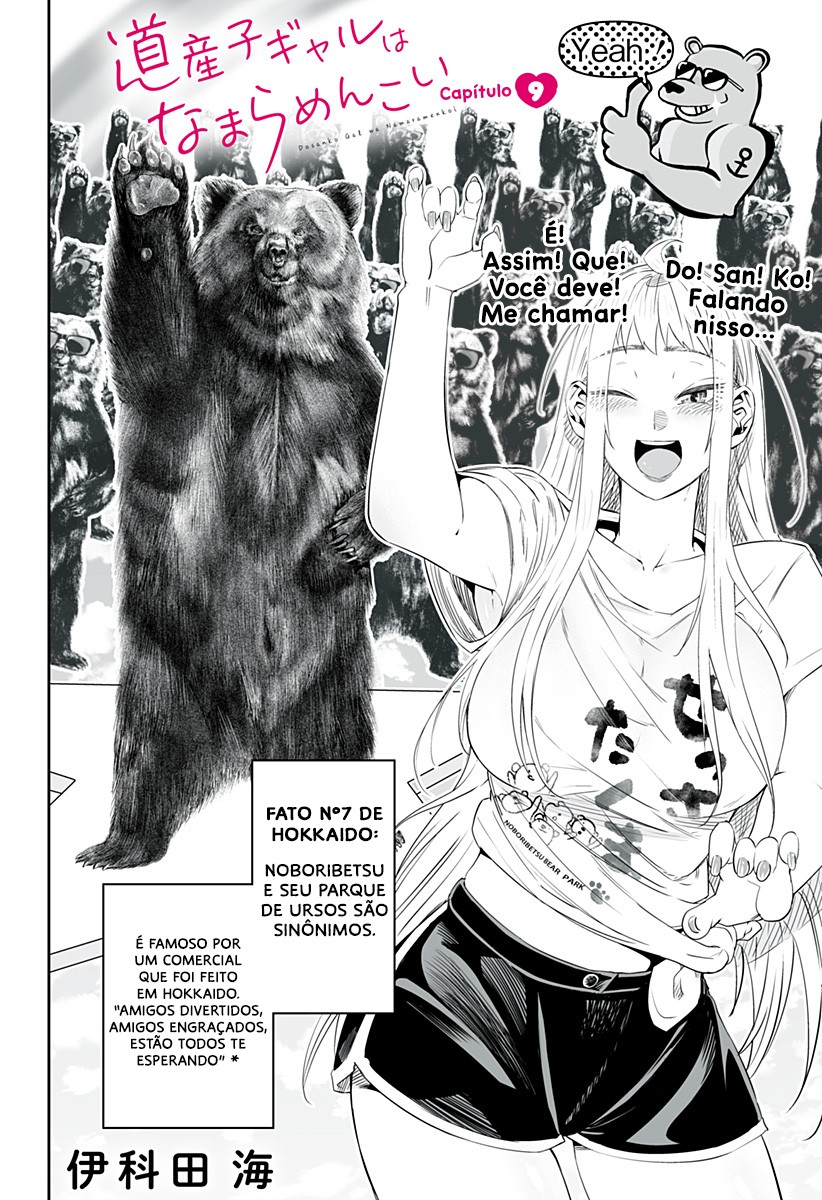 道産子ギャルは
なまらめんこい
Dosanko Gal wa Namaramenkoi
Capítulo 9
Yeah!
É!
Assim! Que!
Você deve!
Me chamar!
Do! San! Ko!
Falando
nisso...
NOBORIBETSU BEAR PARK
FATO Nº7 DE
HOKKAIDO:
NOBORIBETSU
E SEU PARQUE
DE URSOS SÃO
SINÔNIMOS.
É FAMOSO POR
UM COMERCIAL
QUE FOI FEITO
EM HOKKAIDO.
"AMIGOS DIVERTIDOS,
AMIGOS ENGRAÇADOS,
ESTÃO TODOS TE
ESPERANDO" *
伊科田 海